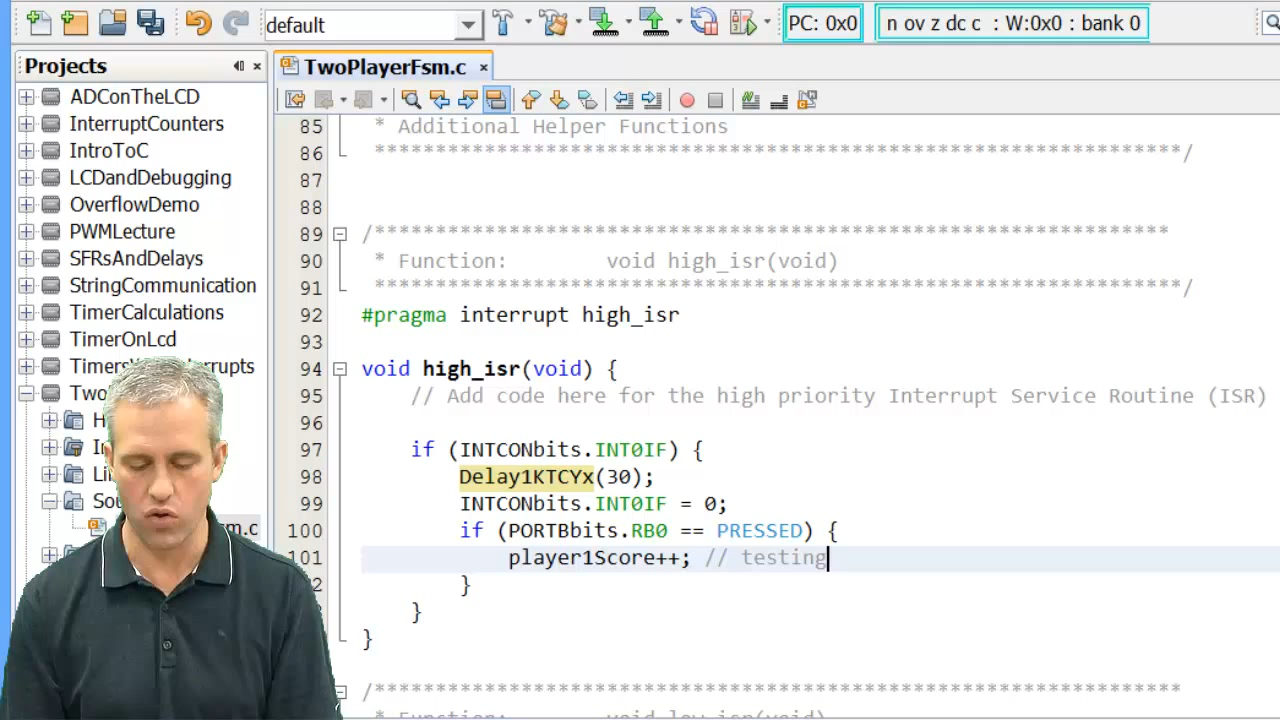 default
PC: 0x0
n ov z dc c : W:0x0 : bank 0
Projects
TwoPlayerFsm.c
ADConTheLCD
InterruptCounters
IntroToC
LCDandDebugging
OverflowDemo
PWMLecture
SFRsAndDelays
StringCommunication
TimerCalculations
TimerOnLcd
85 * Additional Helper Functions
86 ******************************************************************/
87
88
89 /*****************************************************************
90 * Function: void high_isr(void)
91 ******************************************************************/
92 #pragma interrupt high_isr
93
94 void high_isr(void) {
95 // Add code here for the high priority Interrupt Service Routine (ISR)
96
97 if (INTCONbits.INT0IF) {
98 Delay1KTCYx(30);
99 INTCONbits.INT0IF = 0;
100 if (PORTBbits.RB0 == PRESSED) {
101 player1Score++; // testing
}
}
}
/******************************************************************
* Function: void low_isr(void)